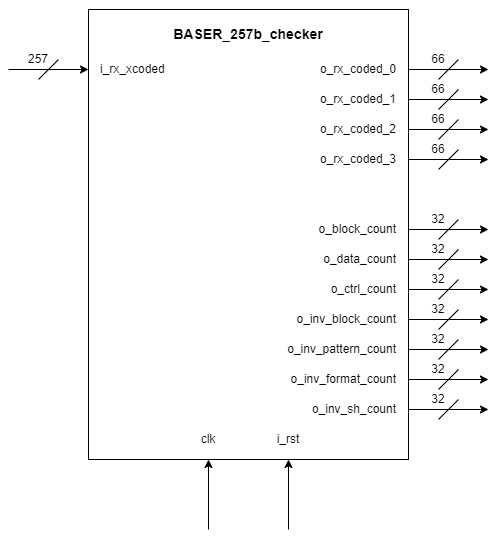 BASER_257b_checker
257
i_rx_xcoded
o_rx_coded_0
66
o_rx_coded_1
66
o_rx_coded_2
66
o_rx_coded_3
66
o_block_count
32
o_data_count
32
o_ctrl_count
32
o_inv_block_count
32
o_inv_pattern_count
32
o_inv_format_count
32
o_inv_sh_count
32
clk
i_rst